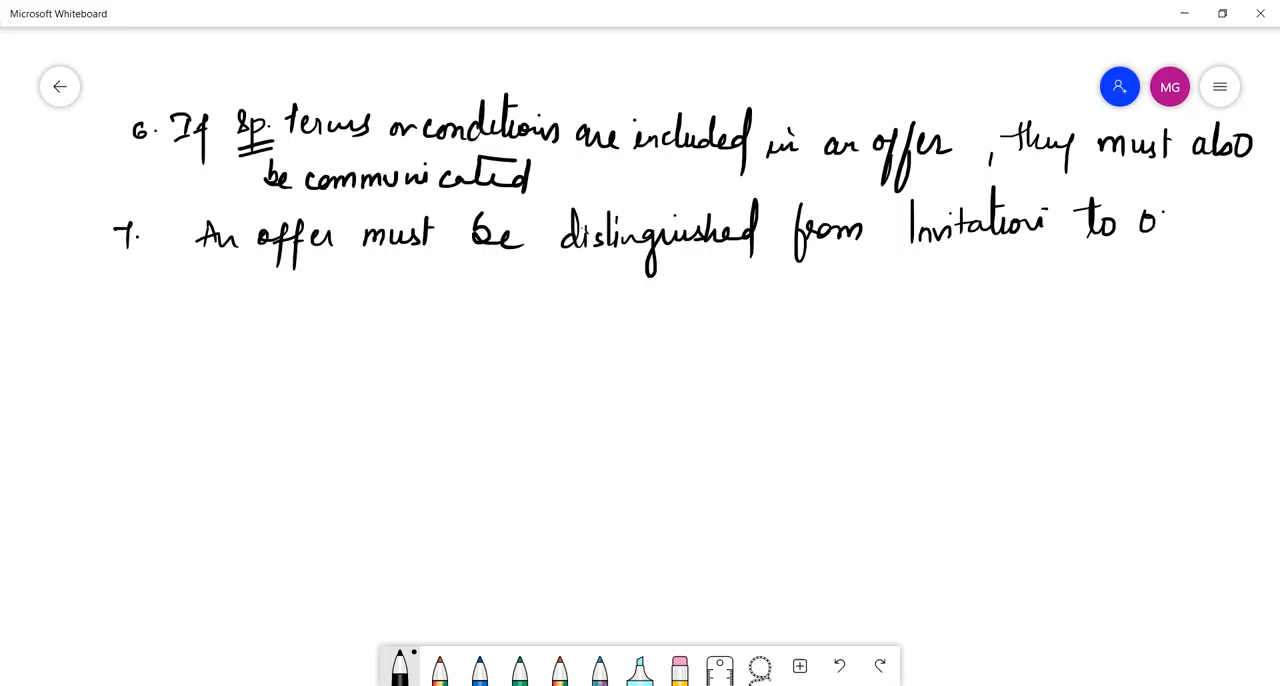 Microsoft Whiteboard
MG
6. If sp. terms or conditions are included in an offer, they must also
be communicated
7. An offer must be distinguished from Invitation to o